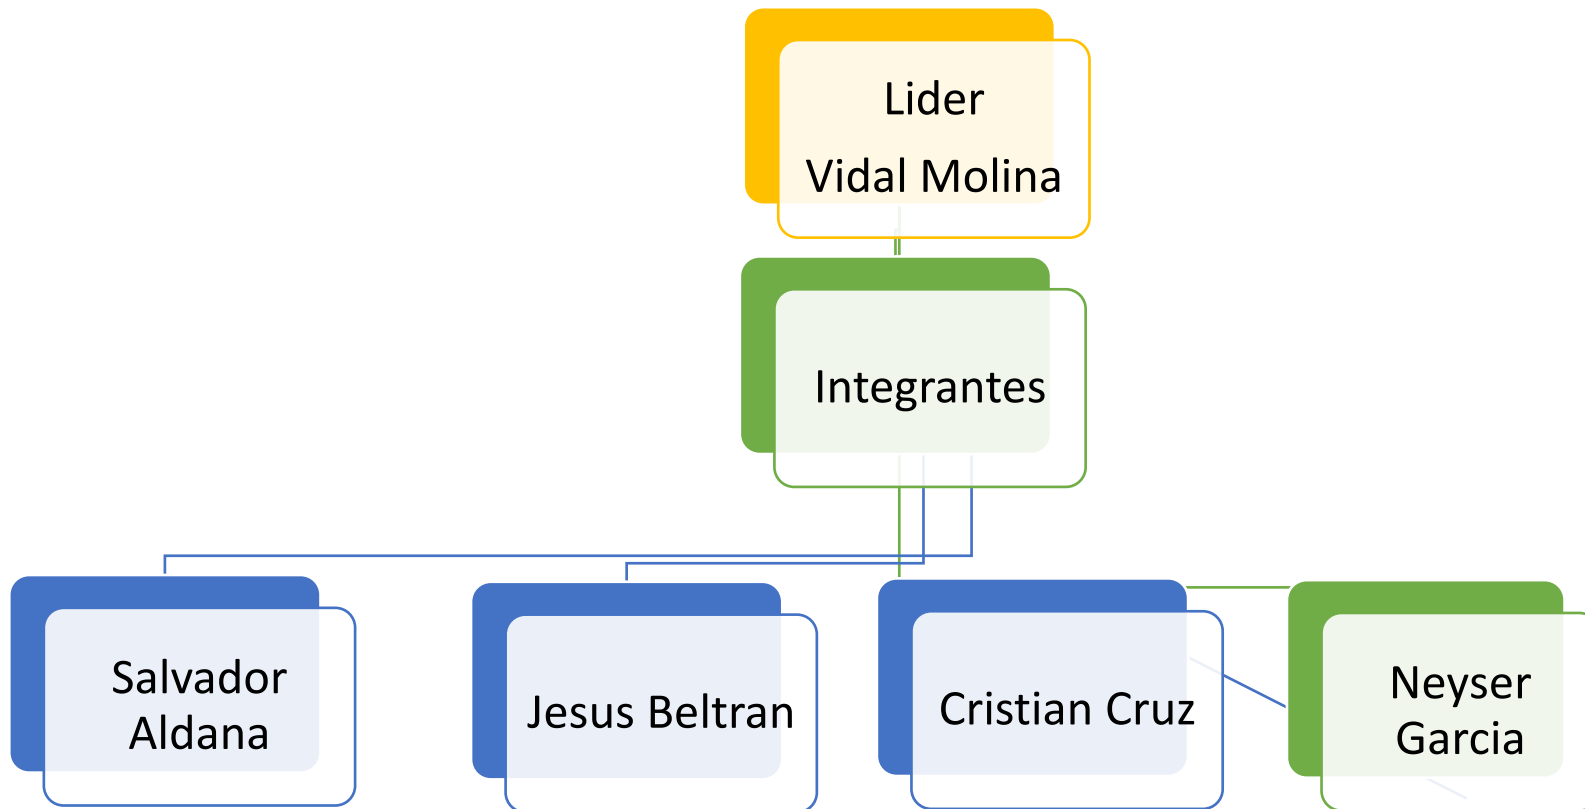 Lider
Vidal Molina
Integrantes
Salvador
Aldana
Jesus Beltran
Cristian Cruz
Neyser
Garcia